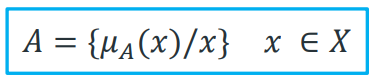 A = {μ_A(x)/x} x ∈ X